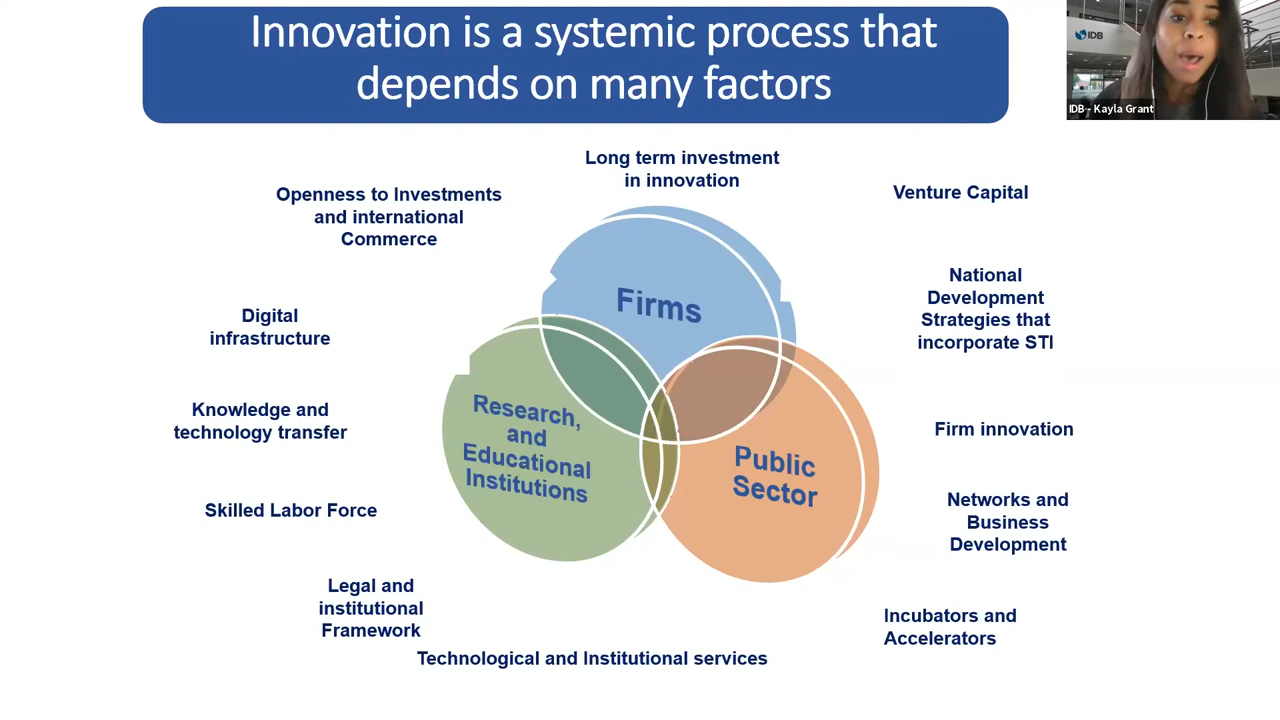 Innovation is a systemic process that
depends on many factors
IDB
IDB - Kayla Grant
Long term investment
in innovation
Openness to Investments
and international
Commerce
Venture Capital
Digital
infrastructure
National
Development
Strategies that
incorporate STI
Firms
Knowledge and
technology transfer
Research,
and
Educational
Institutions
Public
Sector
Firm innovation
Skilled Labor Force
Networks and
Business
Development
Legal and
institutional
Framework
Incubators and
Accelerators
Technological and Institutional services